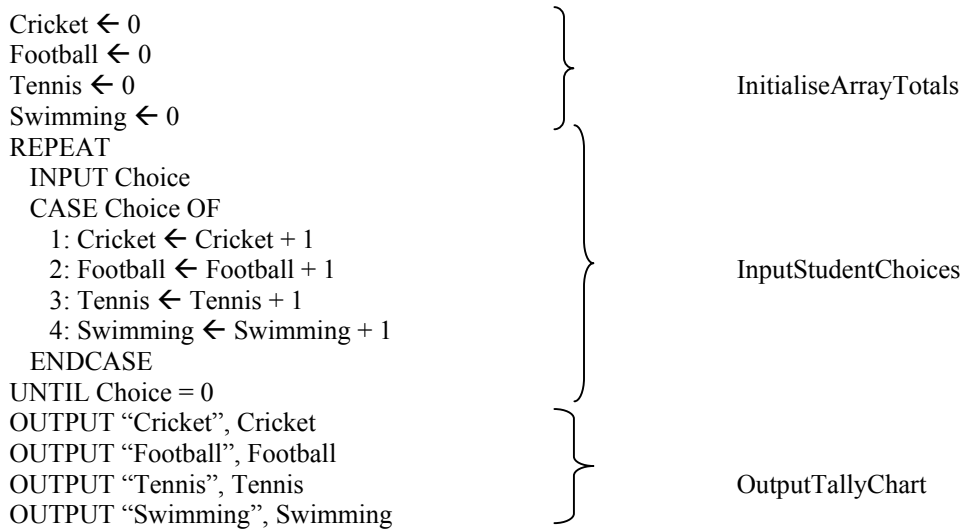 Cricket ← 0
Football ← 0
Tennis ← 0 InitialiseArrayTotals
Swimming ← 0
REPEAT
INPUT Choice
CASE Choice OF
1: Cricket ← Cricket + 1
2: Football ← Football + 1 InputStudentChoices
3: Tennis ← Tennis + 1
4: Swimming ← Swimming + 1
ENDCASE
UNTIL Choice = 0
OUTPUT “Cricket”, Cricket
OUTPUT “Football”, Football
OUTPUT “Tennis”, Tennis OutputTallyChart
OUTPUT “Swimming”, Swimming